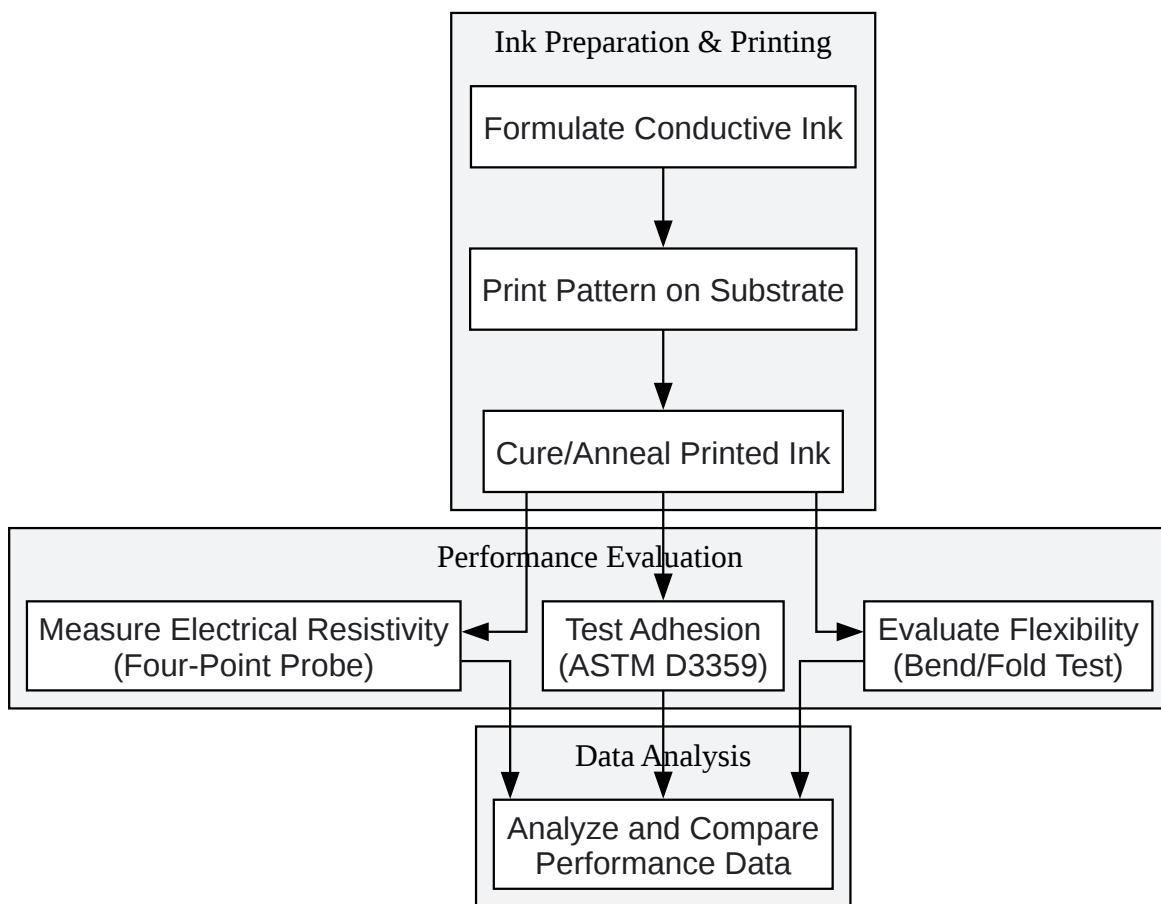 Ink Preparation & Printing
Formulate Conductive Ink
Print Pattern on Substrate
Cure/Anneal Printed Ink
Performance Evaluation
Measure Electrical Resistivity
(Four-Point Probe)
Test Adhesion
(ASTM D3359)
Evaluate Flexibility
(Bend/Fold Test)
Data Analysis
Analyze and Compare
Performance Data